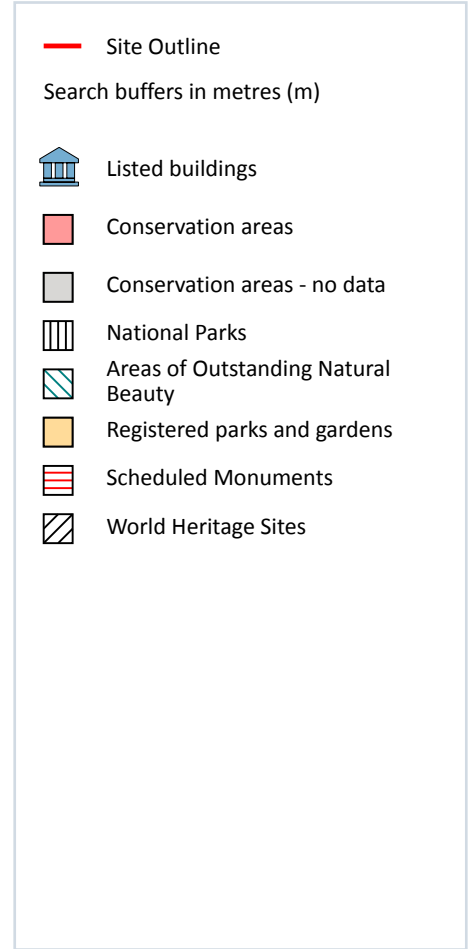 Site Outline
Search buffers in metres (m)
Listed buildings
Conservation areas
Conservation areas - no data
National Parks
Areas of Outstanding Natural
Beauty
Registered parks and gardens
Scheduled Monuments
World Heritage Sites